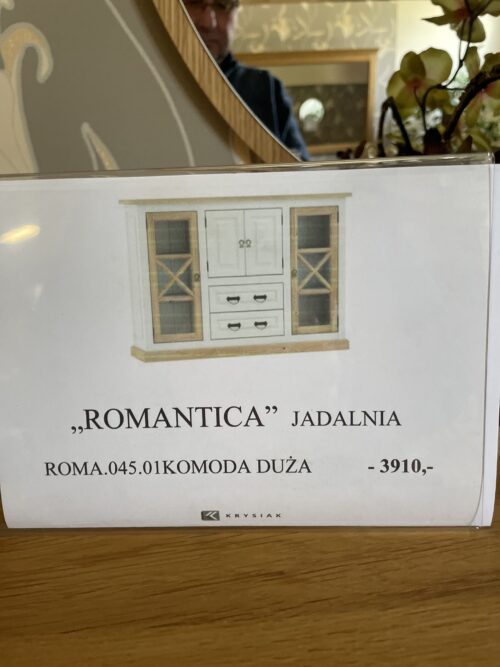 „ROMANTICA” JADALNIA
ROMA.045.01KOMODA DUŻA - 3910,-
KRYSIAK